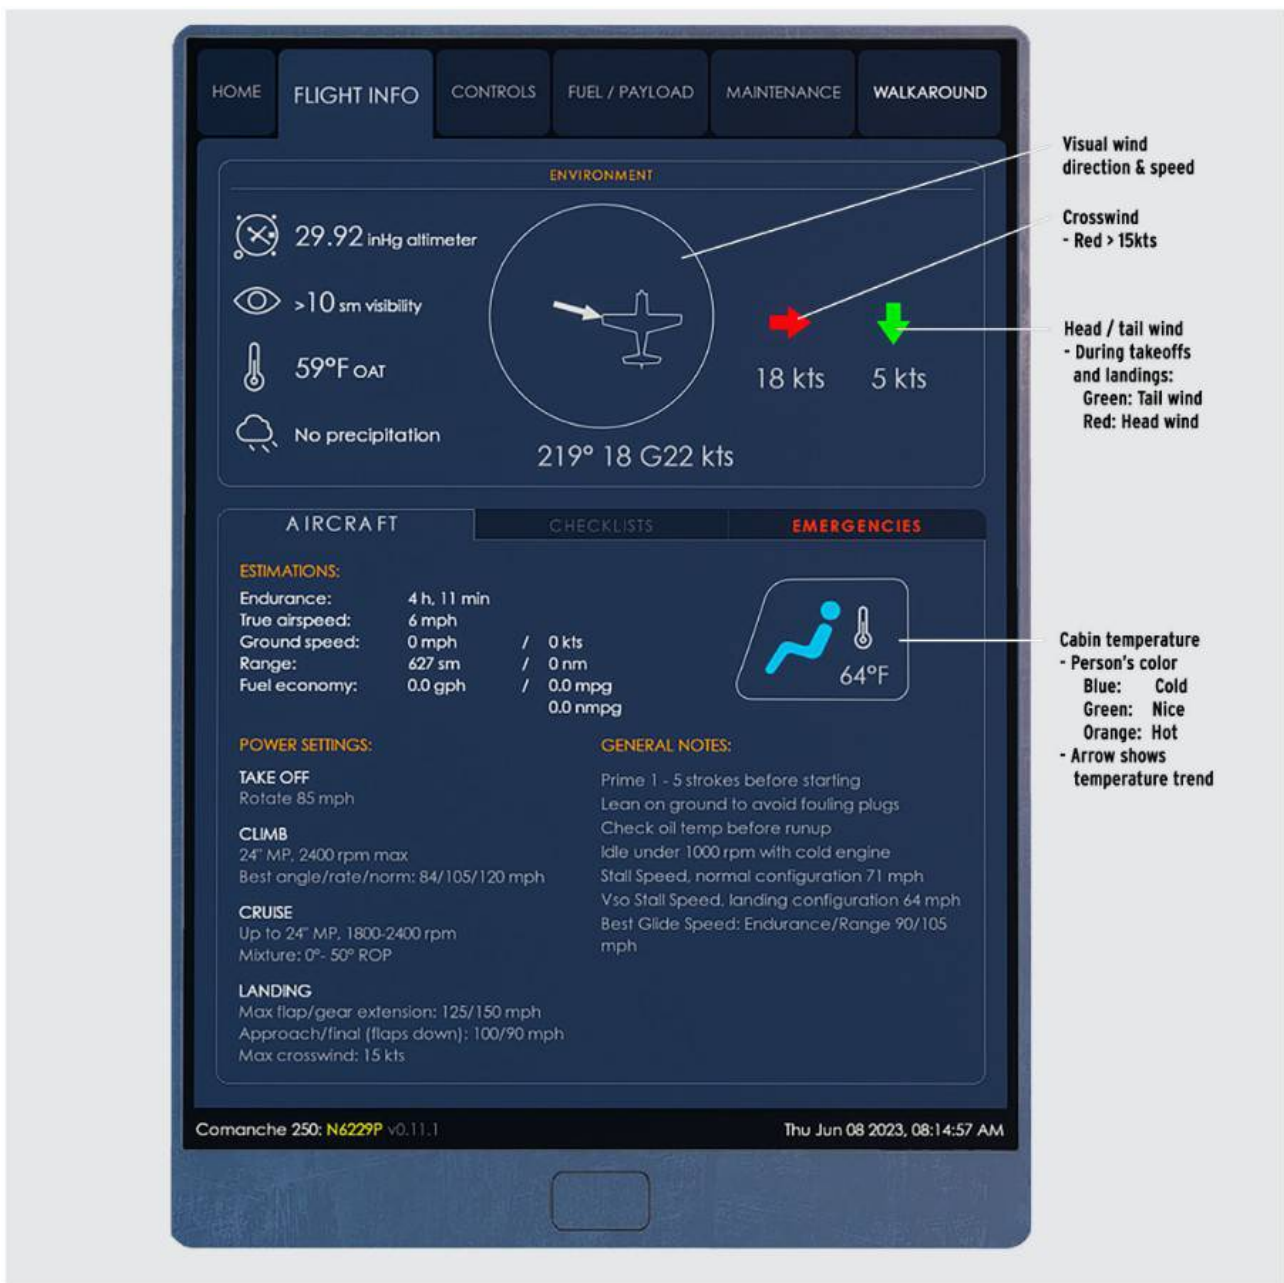 HOME
FLIGHT INFO
CONTROLS
FUEL / PAYLOAD
MAINTENANCE
WALKAROUND
ENVIRONMENT
29.92 inHg altimeter
>10 sm visibility
59°F OAT
No precipitation
219° 18 G22 kts
18 kts
5 kts
Visual wind
direction & speed
Crosswind
- Red > 15kts
Head / tail wind
- During takeoffs
and landings:
Green: Tail wind
Red: Head wind
AIRCRAFT
CHECKLISTS
EMERGENCIES
ESTIMATIONS:
Endurance: 4 h, 11 min
True airspeed: 6 mph
Ground speed: 0 mph / 0 kts
Range: 627 sm / 0 nm
Fuel economy: 0.0 gph / 0.0 mpg
0.0 nmpg
64°F
Cabin temperature
- Person's color
Blue: Cold
Green: Nice
Orange: Hot
- Arrow shows
temperature trend
POWER SETTINGS:
TAKE OFF
Rotate 85 mph
CLIMB
24" MP, 2400 rpm max
Best angle/rate/norm: 84/105/120 mph
CRUISE
Up to 24" MP, 1800-2400 rpm
Mixture: 0°- 50° ROP
LANDING
Max flap/gear extension: 125/150 mph
Approach/final (flaps down): 100/90 mph
Max crosswind: 15 kts
GENERAL NOTES:
Prime 1 - 5 strokes before starting
Lean on ground to avoid fouling plugs
Check oil temp before runup
Idle under 1000 rpm with cold engine
Stall Speed, normal configuration 71 mph
Vso Stall Speed, landing configuration 64 mph
Best Glide Speed: Endurance/Range 90/105
mph
Comanche 250: N6229P v0.11.1
Thu Jun 08 2023, 08:14:57 AM